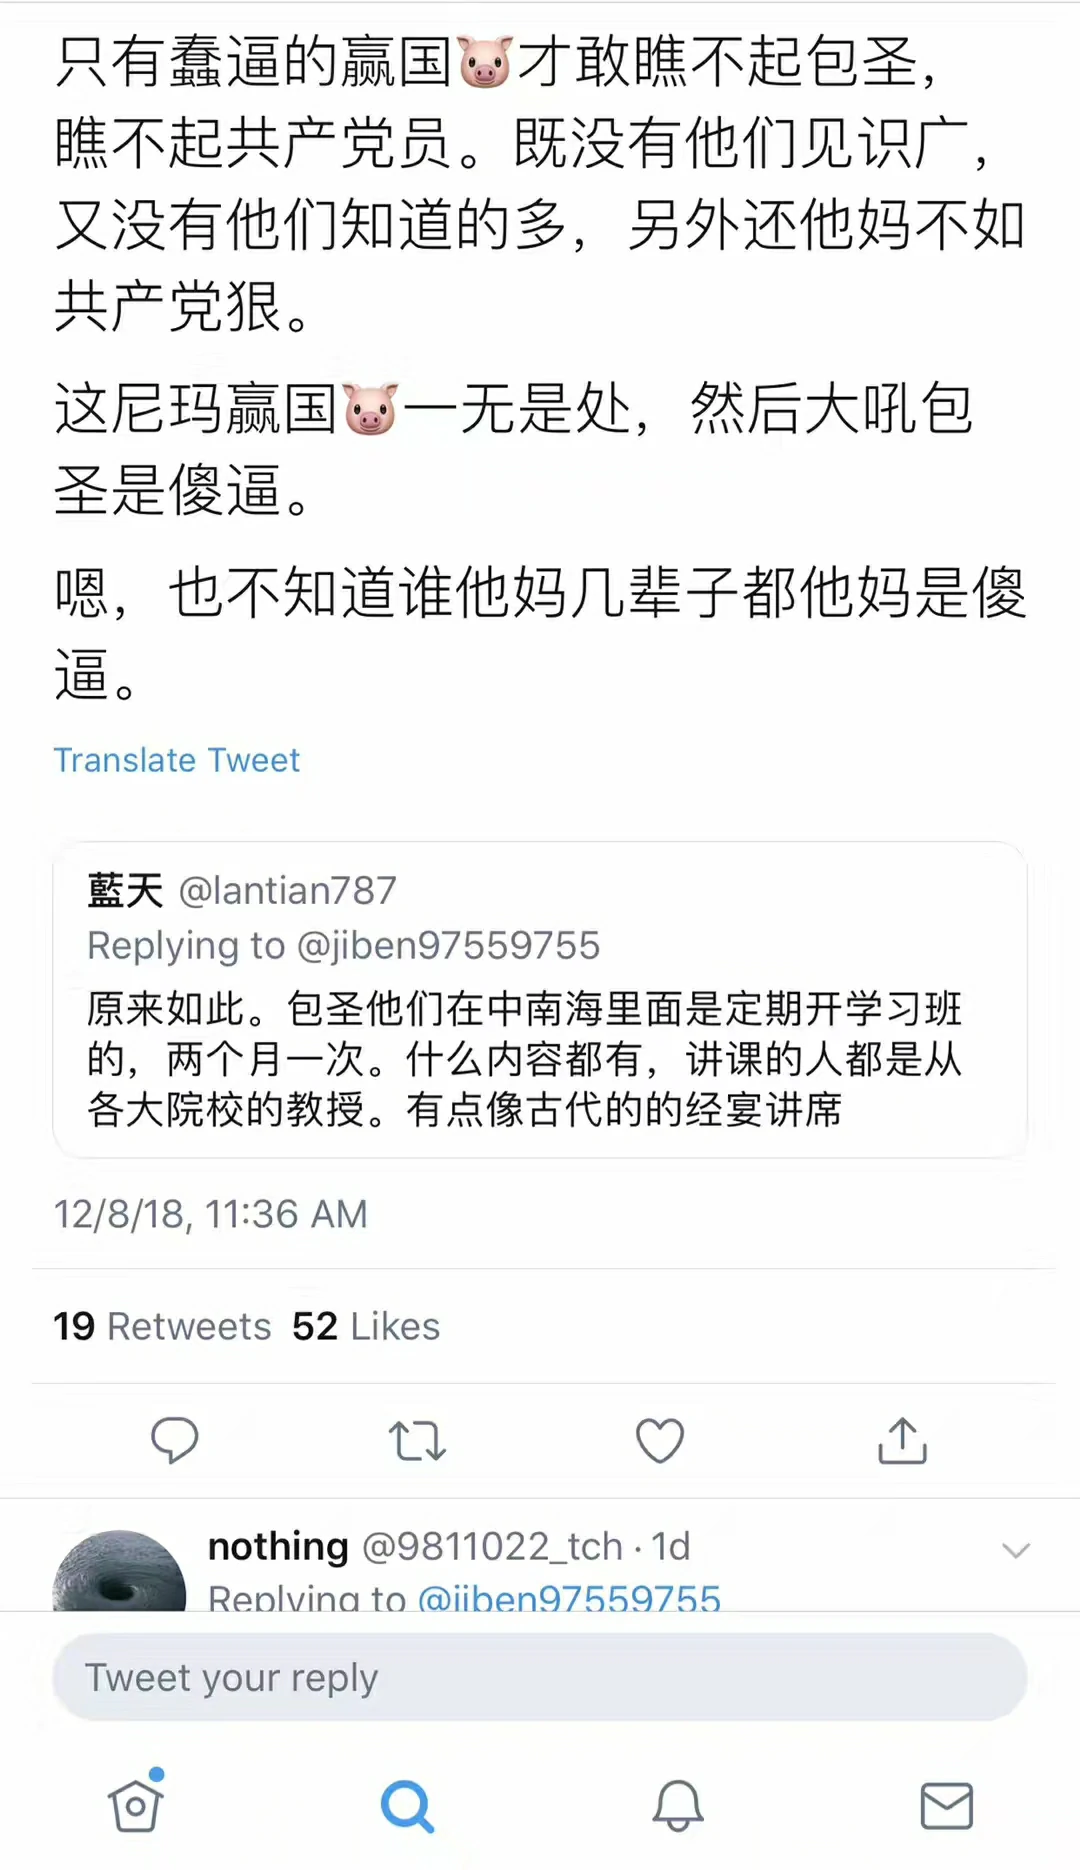 只有蠢逼的赢国🐷才敢瞧不起包圣，
瞧不起共产党员。既没有他们见识广，
又没有他们知道的多，另外还他妈不如
共产党狠。
这尼玛赢国🐷一无是处，然后大吼包
圣是傻逼。
嗯，也不知道谁他妈几辈子都他妈是傻
逼。
Translate Tweet
藍天 @lantian787
Replying to @jiben97559755
原来如此。包圣他们在中南海里面是定期开学习班
的，两个月一次。什么内容都有，讲课的人都是从
各大院校的教授。有点像古代的的经宴讲席
12/8/18, 11:36 AM
19 Retweets 52 Likes
nothing @9811022_tch · 1d
Replying to @jiben97559755
Tweet your reply